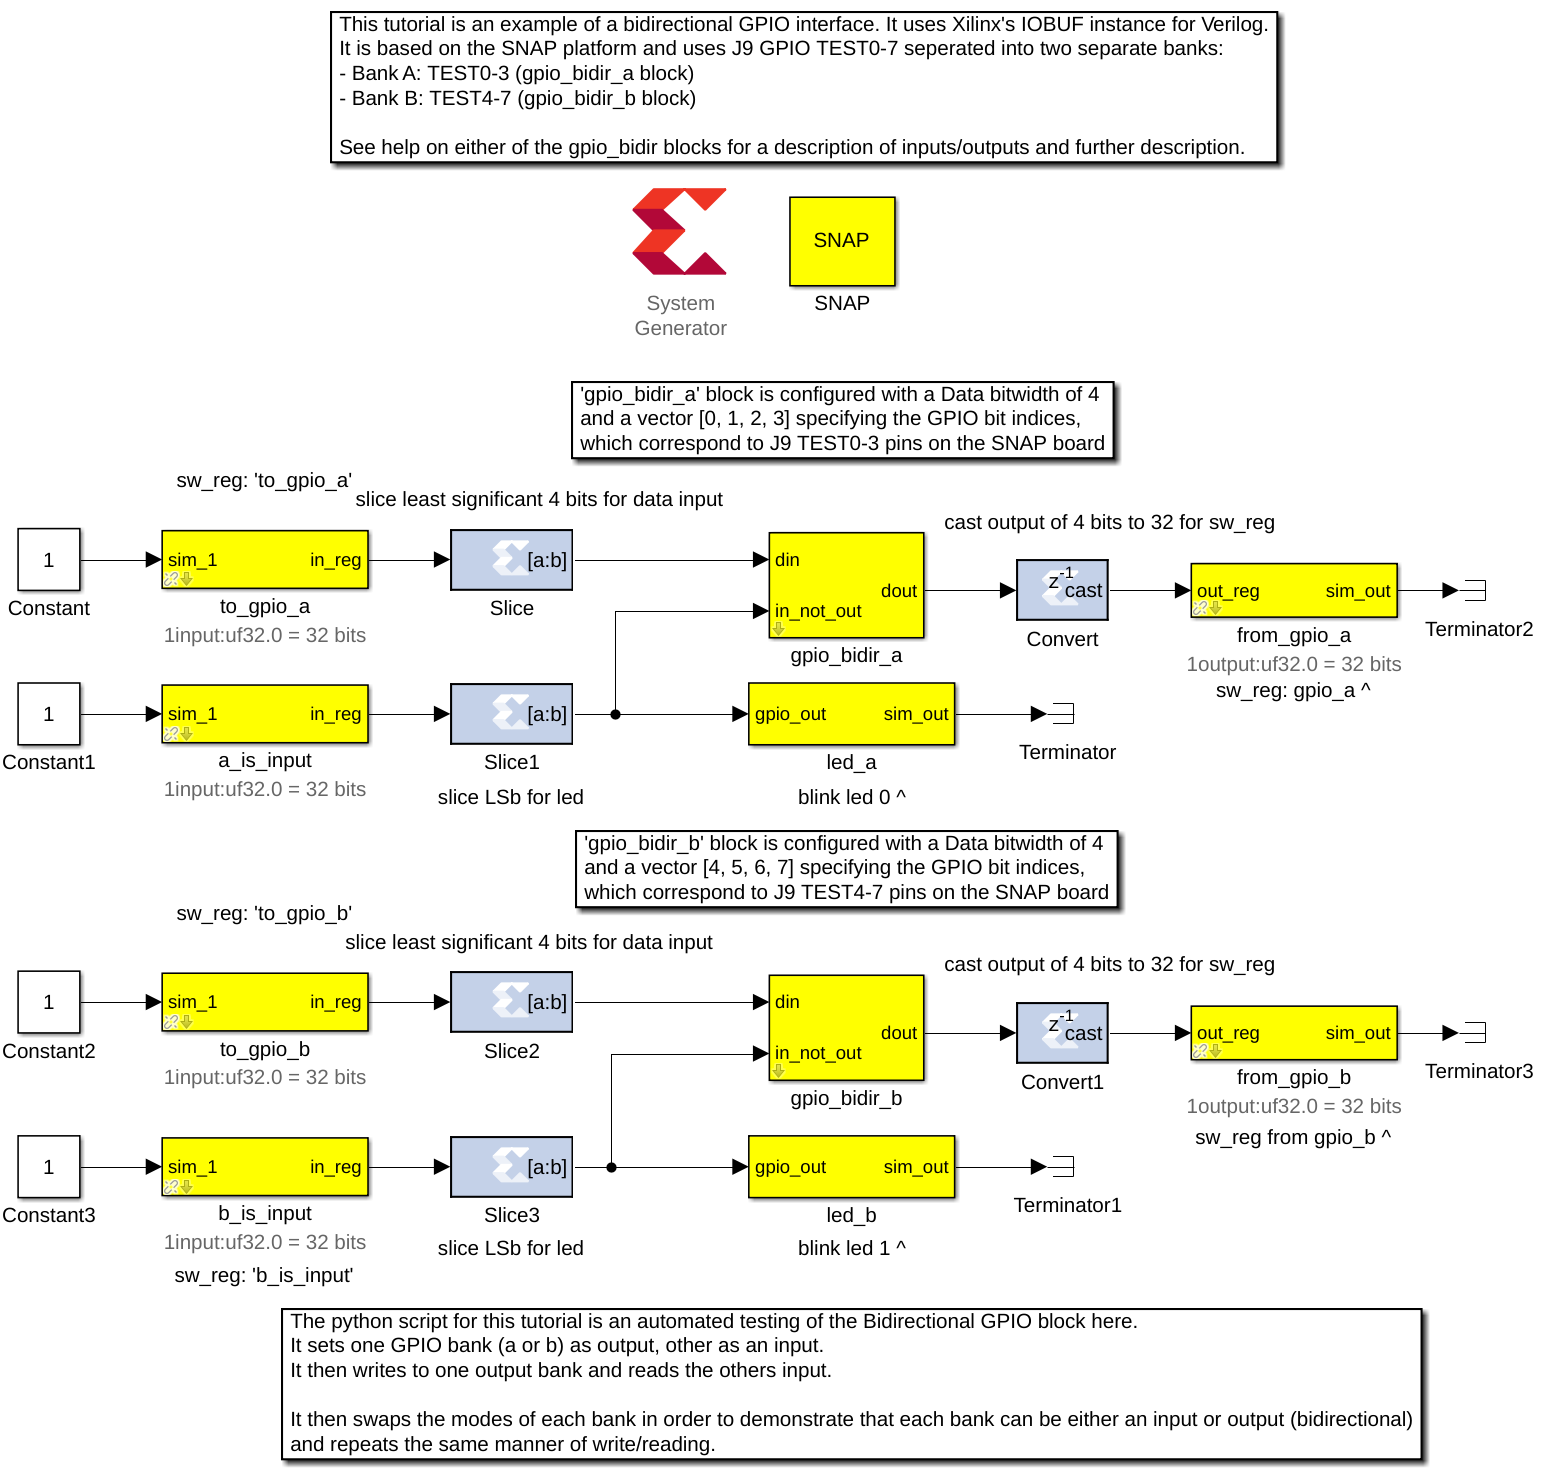 This tutorial is an example of a bidirectional GPIO interface. It uses Xilinx's IOBUF instance for Verilog.
It is based on the SNAP platform and uses J9 GPIO TEST0-7 seperated into two separate banks:
- Bank A: TEST0-3 (gpio_bidir_a block)
- Bank B: TEST4-7 (gpio_bidir_b block)
See help on either of the gpio_bidir blocks for a description of inputs/outputs and further description.
System
Generator
SNAP
SNAP
'gpio_bidir_a' block is configured with a Data bitwidth of 4
and a vector [0, 1, 2, 3] specifying the GPIO bit indices,
which correspond to J9 TEST0-3 pins on the SNAP board
sw_reg: 'to_gpio_a'
slice least significant 4 bits for data input
cast output of 4 bits to 32 for sw_reg
1
Constant
sim_1 in_reg
to_gpio_a
1input:uf32.0 = 32 bits
[a:b]
Slice
din
in_not_out
dout
gpio_bidir_a
z-1 cast
Convert
out_reg sim_out
from_gpio_a
1output:uf32.0 = 32 bits
sw_reg: gpio_a ^
Terminator2
1
Constant1
sim_1 in_reg
a_is_input
1input:uf32.0 = 32 bits
[a:b]
Slice1
slice LSb for led
gpio_out sim_out
led_a
blink led 0 ^
Terminator
'gpio_bidir_b' block is configured with a Data bitwidth of 4
and a vector [4, 5, 6, 7] specifying the GPIO bit indices,
which correspond to J9 TEST4-7 pins on the SNAP board
sw_reg: 'to_gpio_b'
slice least significant 4 bits for data input
cast output of 4 bits to 32 for sw_reg
1
Constant2
sim_1 in_reg
to_gpio_b
1input:uf32.0 = 32 bits
[a:b]
Slice2
din
in_not_out
dout
gpio_bidir_b
z-1 cast
Convert1
out_reg sim_out
from_gpio_b
1output:uf32.0 = 32 bits
sw_reg from gpio_b ^
Terminator3
1
Constant3
sim_1 in_reg
b_is_input
1input:uf32.0 = 32 bits
sw_reg: 'b_is_input'
[a:b]
Slice3
slice LSb for led
gpio_out sim_out
led_b
blink led 1 ^
Terminator1
The python script for this tutorial is an automated testing of the Bidirectional GPIO block here.
It sets one GPIO bank (a or b) as output, other as an input.
It then writes to one output bank and reads the others input.
It then swaps the modes of each bank in order to demonstrate that each bank can be either an input or output (bidirectional)
and repeats the same manner of write/reading.